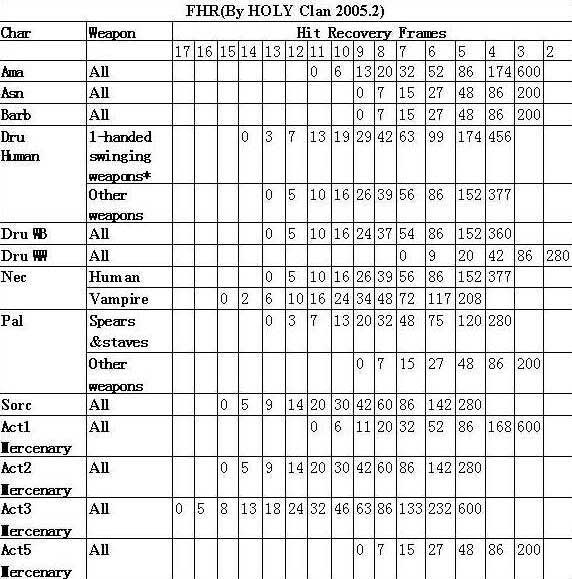 FHR(By HOLY Clan 2005.2)
Char Weapon Hit Recovery Frames
17 16 15 14 13 12 11 10 9 8 7 6 5 4 3 2
Ama All 0 6 13 20 32 52 86 174 600
Asn All 0 7 15 27 48 86 200
Barb All 0 7 15 27 48 86 200
Dru 1-handed 0 3 7 13 19 29 42 63 99 174 456
Human swinging
weapons*
Other 0 5 10 16 26 39 56 86 152 377
weapons
Dru WB All 0 5 10 16 24 37 54 86 152 360
Dru WW All 0 9 20 42 86 280
Nec Human 0 5 10 16 26 39 56 86 152 377
Vampire 0 2 6 10 16 24 34 48 72 117 208
Pal Spears 0 3 7 13 20 32 48 75 120 280
&staves
Other 0 7 15 27 48 86 200
weapons
Sorc All 0 5 9 14 20 30 42 60 86 142 280
Act1 All 0 6 11 20 32 52 86 168 600
Mercenary
Act2 All 0 5 9 14 20 30 42 60 86 142 280
Mercenary
Act3 All 0 5 8 13 18 24 32 46 63 86 133 232 600
Mercenary
Act5 All 0 7 15 27 48 86 200
Mercenary